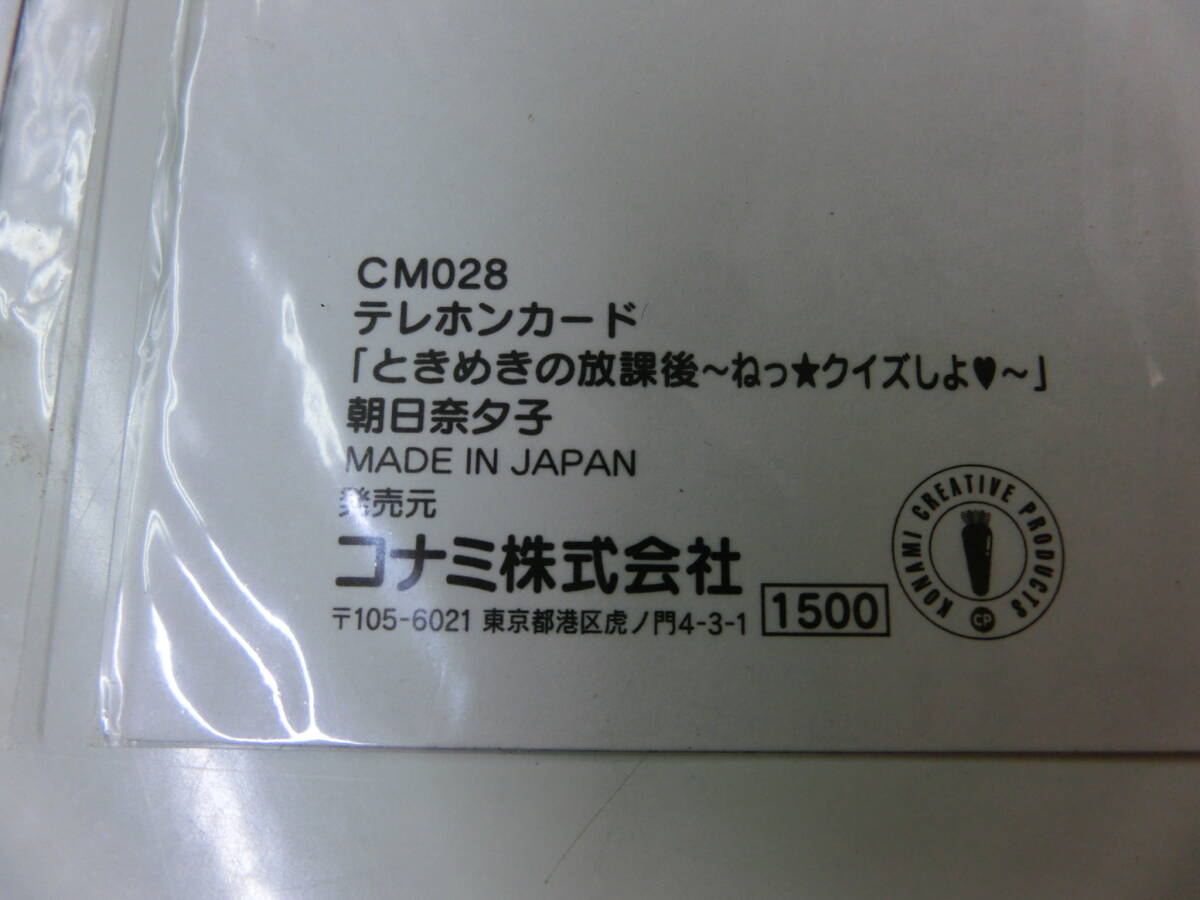 CM028
テレホンカード
「ときめきの放課後～ねっ★クイズしよ♥～」
朝日奈夕子
MADE IN JAPAN
発売元
コナミ株式会社
〒105-6021 東京都港区虎ノ門4-3-1 1500
KONAMI CREATIVE PRODUCTS
CP